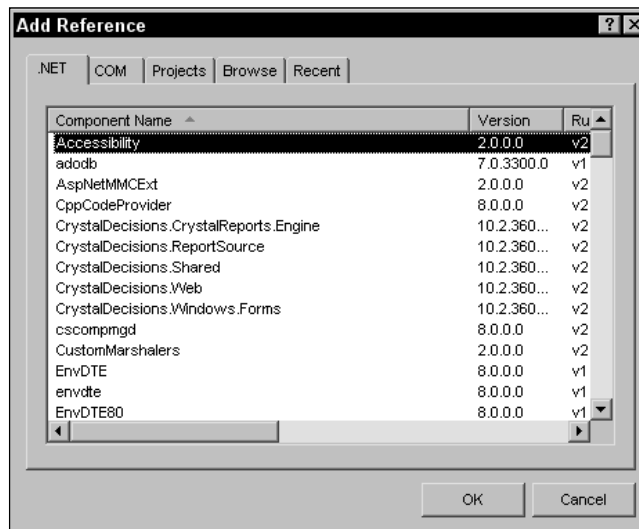 Add Reference
.NET COM Projects Browse Recent
Component Name Version Ru
Accessibility 2.0.0.0 v2
adodb 7.0.3300.0 v1
AspNetMMCExt 2.0.0.0 v2
CppCodeProvider 8.0.0.0 v2
CrystalDecisions.CrystalReports.Engine 10.2.360... v2
CrystalDecisions.ReportSource 10.2.360... v2
CrystalDecisions.Shared 10.2.360... v2
CrystalDecisions.Web 10.2.360... v2
CrystalDecisions.Windows.Forms 10.2.360... v2
cscompmgd 8.0.0.0 v2
CustomMarshalers 2.0.0.0 v2
EnvDTE 8.0.0.0 v1
envdte 8.0.0.0 v1
EnvDTE80 8.0.0.0 v1
OK Cancel